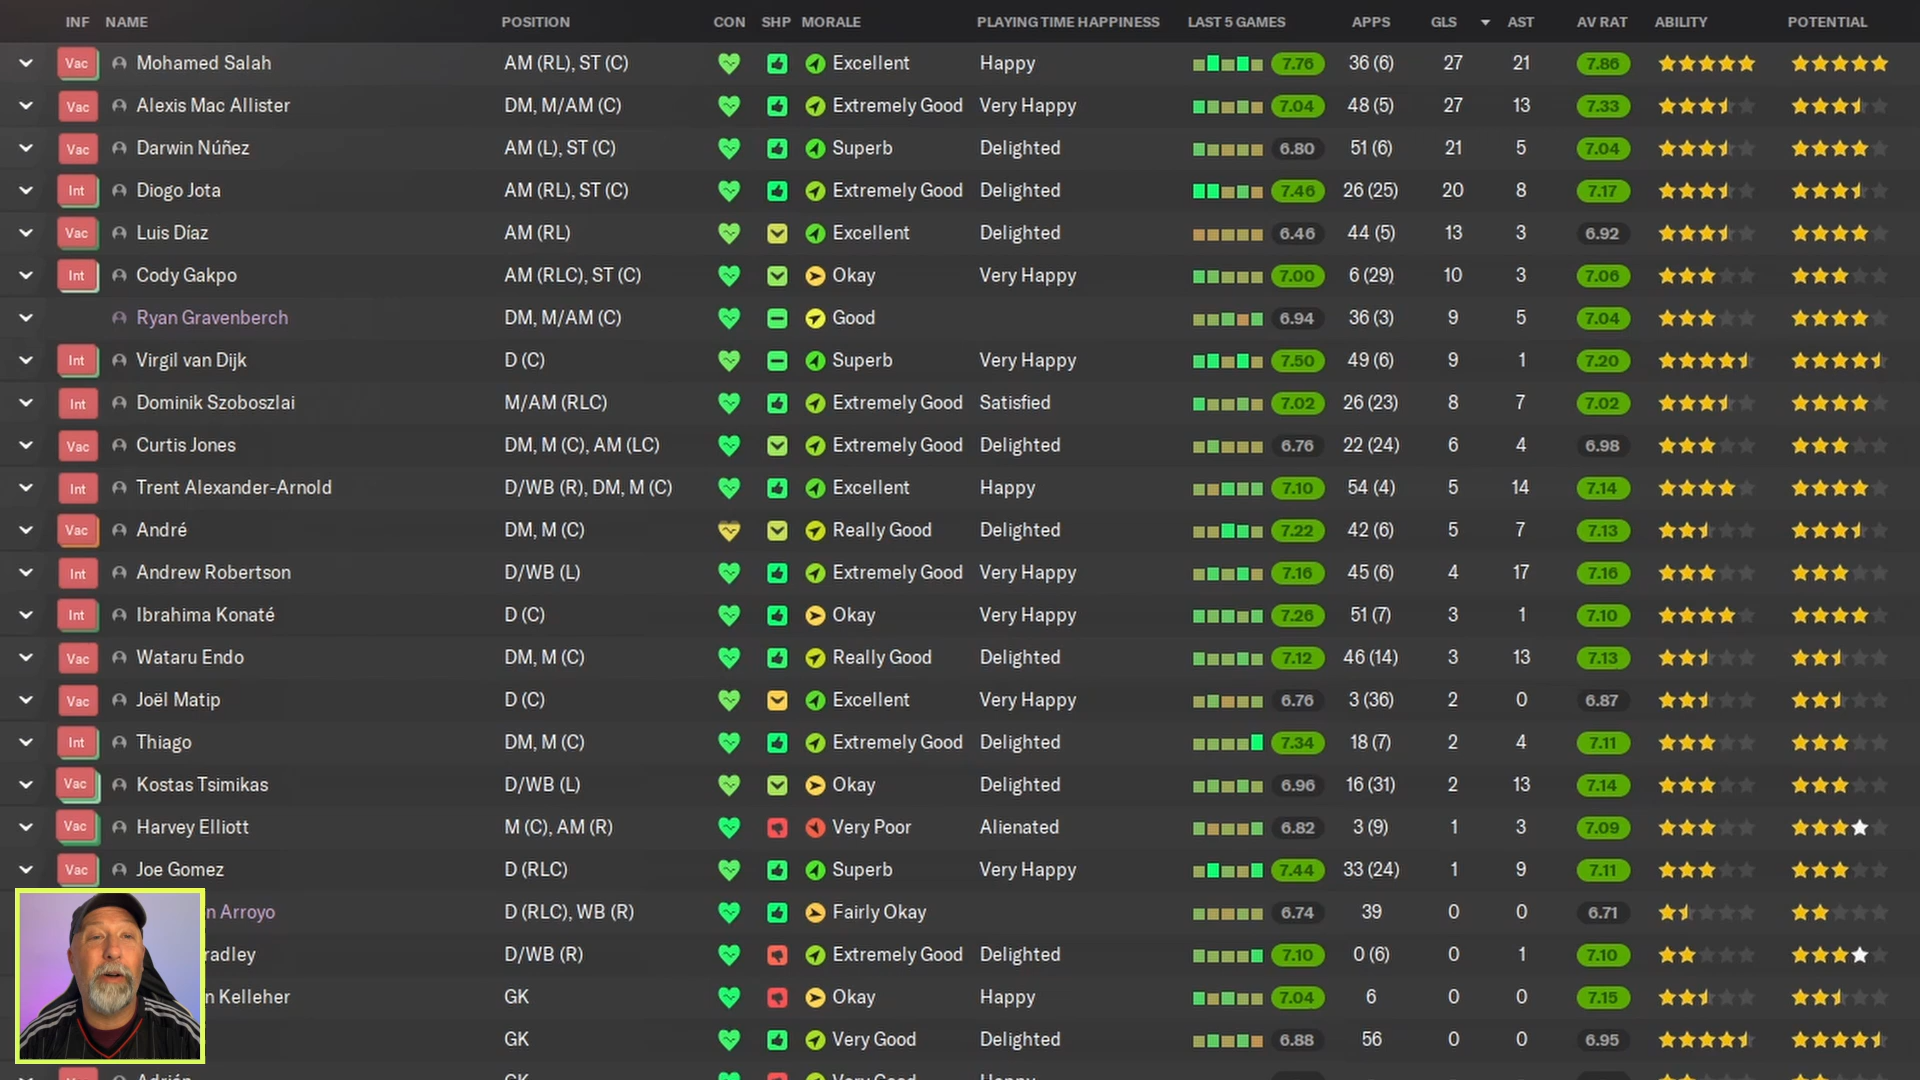 INF NAME POSITION CON SHP MORALE PLAYING TIME HAPPINESS LAST 5 GAMES APPS GLS AST AV RAT ABILITY POTENTIAL
Vac Mohamed Salah AM (RL), ST (C) Excellent Happy 7.76 36 (6) 27 21 7.86
Vac Alexis Mac Allister DM, M/AM (C) Extremely Good Very Happy 7.04 48 (5) 27 13 7.33
Vac Darwin Núñez AM (L), ST (C) Superb Delighted 6.80 51 (6) 21 5 7.04
Int Diogo Jota AM (RL), ST (C) Extremely Good Delighted 7.46 26 (25) 20 8 7.17
Vac Luis Díaz AM (RL) Excellent Delighted 6.46 44 (5) 13 3 6.92
Int Cody Gakpo AM (RLC), ST (C) Okay Very Happy 7.00 6 (29) 10 3 7.06
Ryan Gravenberch DM, M/AM (C) Good 6.94 36 (3) 9 5 7.04
Int Virgil van Dijk D (C) Superb Very Happy 7.50 49 (6) 9 1 7.20
Int Dominik Szoboszlai M/AM (RLC) Extremely Good Satisfied 7.02 26 (23) 8 7 7.02
Vac Curtis Jones DM, M (C), AM (LC) Extremely Good Delighted 6.76 22 (24) 6 4 6.98
Int Trent Alexander-Arnold D/WB (R), DM, M (C) Excellent Happy 7.10 54 (4) 5 14 7.14
Vac André DM, M (C) Really Good Delighted 7.22 42 (6) 5 7 7.13
Int Andrew Robertson D/WB (L) Extremely Good Very Happy 7.16 45 (6) 4 17 7.16
Int Ibrahima Konaté D (C) Okay Very Happy 7.26 51 (7) 3 1 7.10
Vac Wataru Endo DM, M (C) Really Good Delighted 7.12 46 (14) 3 13 7.13
Vac Joël Matip D (C) Excellent Very Happy 6.76 3 (36) 2 0 6.87
Int Thiago DM, M (C) Extremely Good Delighted 7.34 18 (7) 2 4 7.11
Vac Kostas Tsimikas D/WB (L) Okay Delighted 6.96 16 (31) 2 13 7.14
Vac Harvey Elliott M (C), AM (R) Very Poor Alienated 6.82 3 (9) 1 3 7.09
Vac Joe Gomez D (RLC) Superb Very Happy 7.44 33 (24) 1 9 7.11
n Arroyo D (RLC), WB (R) Fairly Okay 6.74 39 0 0 6.71
radley D/WB (R) Extremely Good Delighted 7.10 0 (6) 0 1 7.10
n Kelleher GK Okay Happy 7.04 6 0 0 7.15
GK Very Good Delighted 6.88 56 0 0 6.95